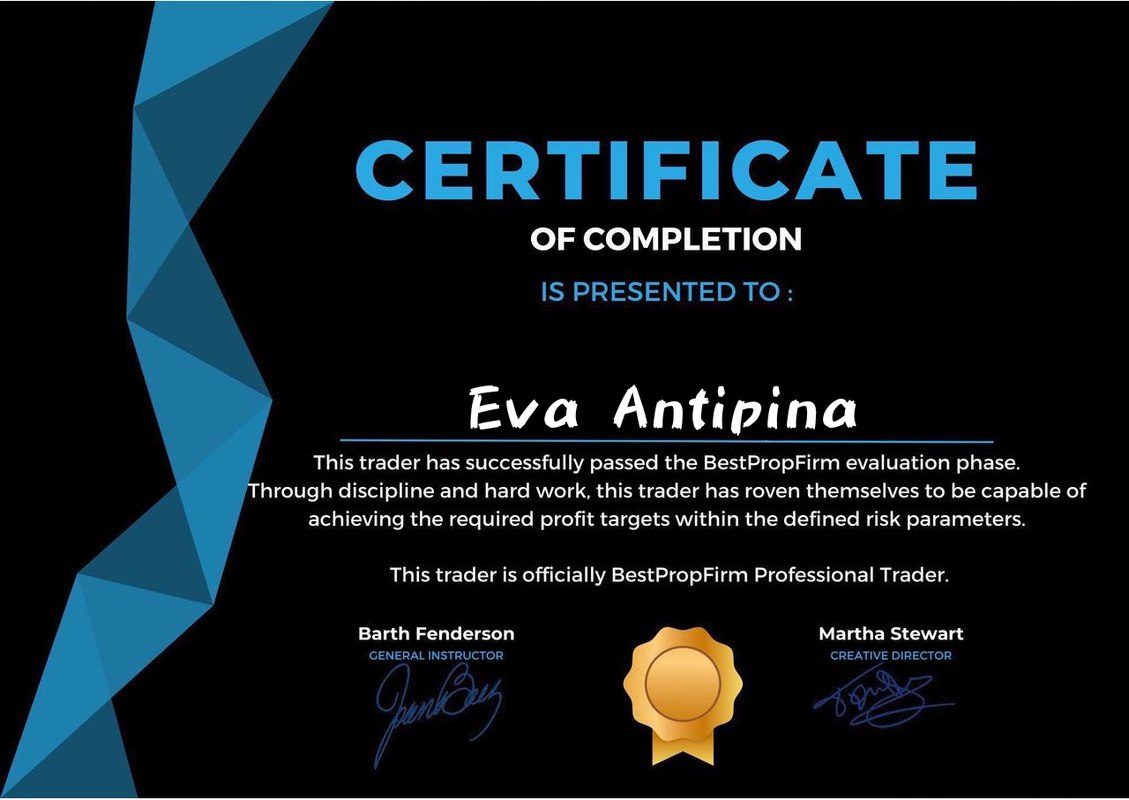 CERTIFICATE
OF COMPLETION
IS PRESENTED TO :
Eva Antipina
This trader has successfully passed the BestPropFirm evaluation phase.
Through discipline and hard work, this trader has roven themselves to be capable of
achieving the required profit targets within the defined risk parameters.
This trader is officially BestPropFirm Professional Trader.
Barth Fenderson
GENERAL INSTRUCTOR
Martha Stewart
CREATIVE DIRECTOR